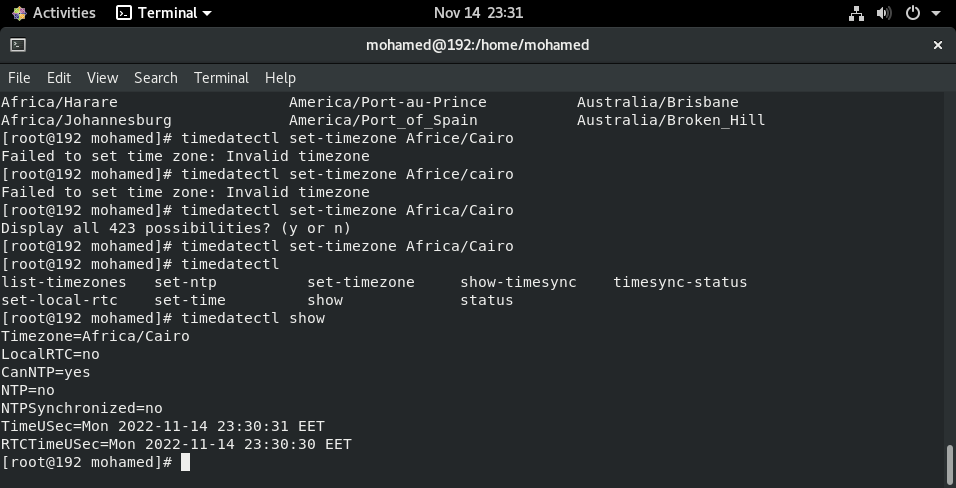 Activities Terminal Nov 14 23:31
mohamed@192:/home/mohamed
File Edit View Search Terminal Help
Africa/Harare America/Port-au-Prince Australia/Brisbane
Africa/Johannesburg America/Port_of_Spain Australia/Broken_Hill
[root@192 mohamed]# timedatectl set-timezone Africe/Cairo
Failed to set time zone: Invalid timezone
[root@192 mohamed]# timedatectl set-timezone Africe/cairo
Failed to set time zone: Invalid timezone
[root@192 mohamed]# timedatectl set-timezone Africa/Cairo
Display all 423 possibilities? (y or n)
[root@192 mohamed]# timedatectl set-timezone Africa/Cairo
[root@192 mohamed]# timedatectl
list-timezones set-ntp set-timezone show-timesync timesync-status
set-local-rtc set-time show status
[root@192 mohamed]# timedatectl show
Timezone=Africa/Cairo
LocalRTC=no
CanNTP=yes
NTP=no
NTPSynchronized=no
TimeUSec=Mon 2022-11-14 23:30:31 EET
RTCTimeUSec=Mon 2022-11-14 23:30:30 EET
[root@192 mohamed]#